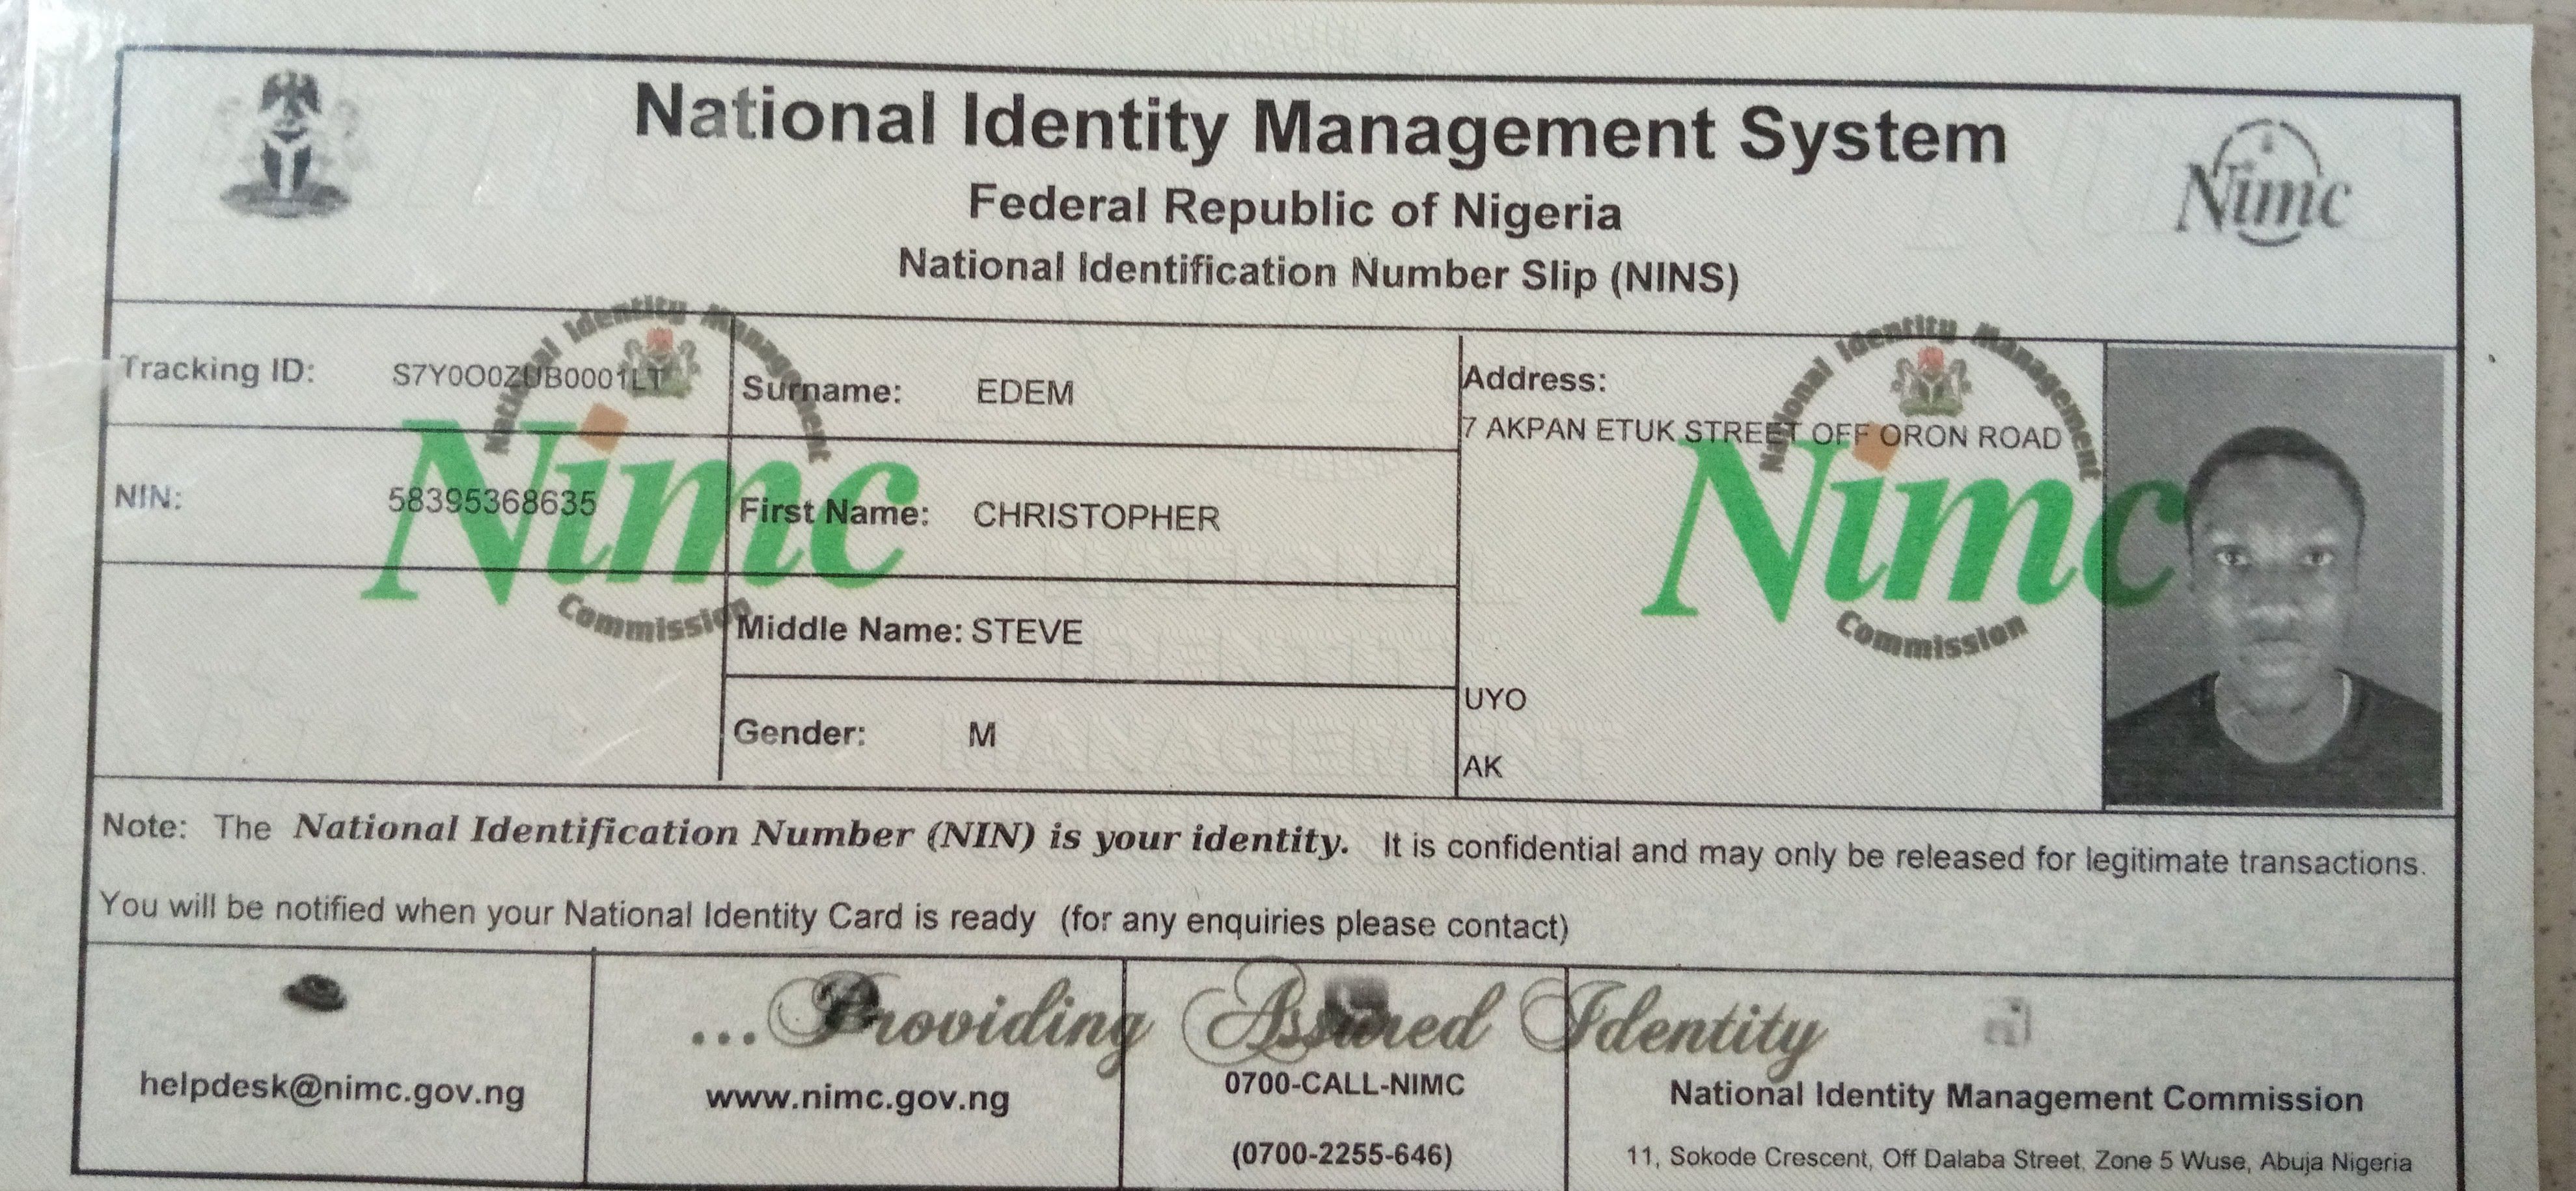 National Identity Management System
Federal Republic of Nigeria
National Identification Number Slip (NINS)
Nimc
Tracking ID: S7Y0O0ZUB0001LT
NIN: 58395368635
Surname: EDEM
First Name: CHRISTOPHER
Middle Name: STEVE
Gender: M
Address:
7 AKPAN ETUK STREET OFF ORON ROAD
UYO
AK
National Identity Management
Nimc
Commission
National Identity Management
Nimc
Commission
Note: The National Identification Number (NIN) is your identity. It is confidential and may only be released for legitimate transactions.
You will be notified when your National Identity Card is ready (for any enquiries please contact)
...Providing Assured Identity
helpdesk@nimc.gov.ng
www.nimc.gov.ng
0700-CALL-NIMC
(0700-2255-646)
National Identity Management Commission
11, Sokode Crescent, Off Dalaba Street, Zone 5 Wuse, Abuja Nigeria